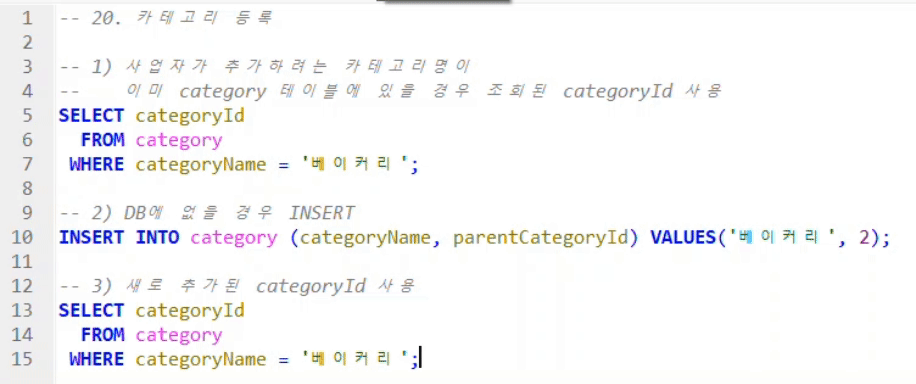 1 -- 20. 카테고리 등록
2
3 -- 1) 사업자가 추가하려는 카테고리명이
4 --    이미 category 테이블에 있을 경우 조회된 categoryId 사용
5 SELECT categoryId
6   FROM category
7  WHERE categoryName = '베이커리';
8
9 -- 2) DB에 없을 경우 INSERT
10 INSERT INTO category (categoryName, parentCategoryId) VALUES('베이커리', 2);
11
12 -- 3) 새로 추가된 categoryId 사용
13 SELECT categoryId
14   FROM category
15  WHERE categoryName = '베이커리';